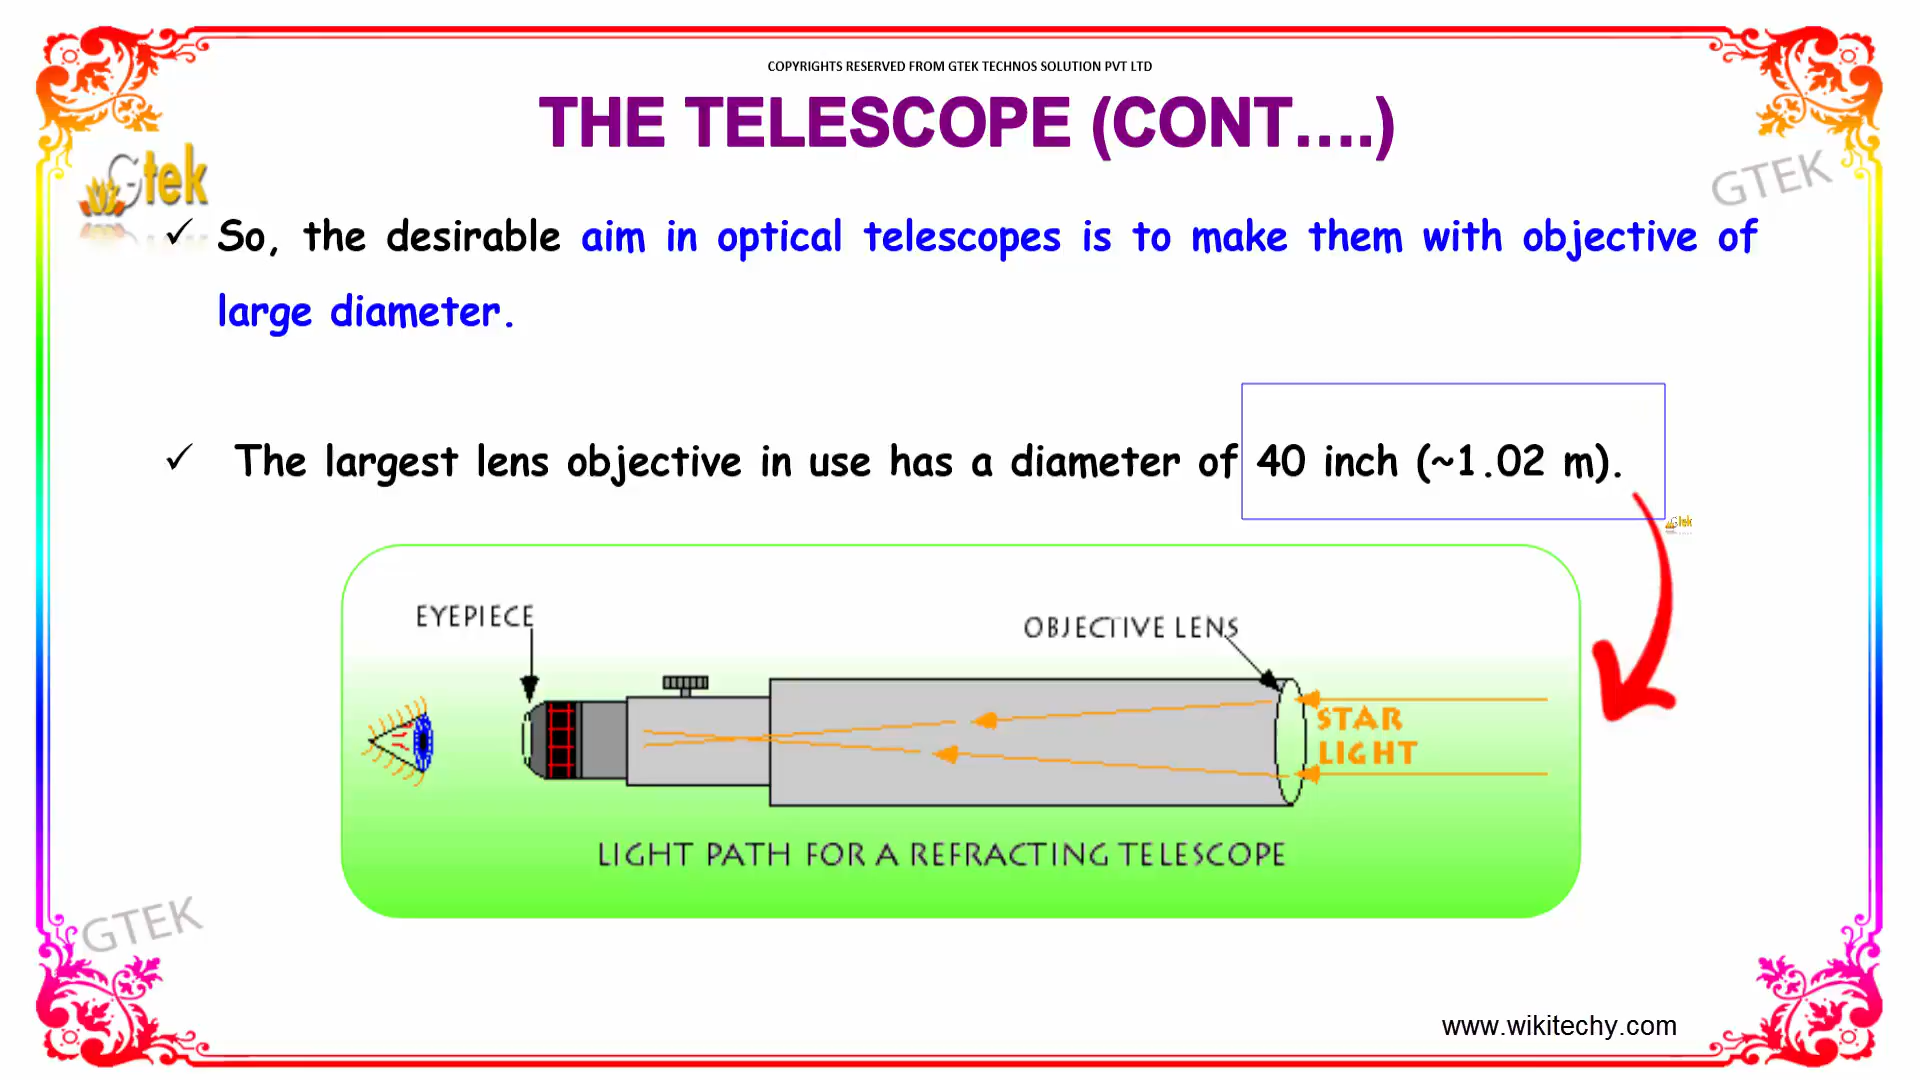 COPYRIGHTS RESERVED FROM GTEK TECHNOS SOLUTION PVT LTD
THE TELESCOPE (CONT....)
Gtek
GTEK
✓ So, the desirable aim in optical telescopes is to make them with objective of
large diameter.
✓ The largest lens objective in use has a diameter of 40 inch (~1.02 m).
Gtek
EYEPIECE
OBJECTIVE LENS
STAR
LIGHT
LIGHT PATH FOR A REFRACTING TELESCOPE
GTEK
www.wikitechy.com